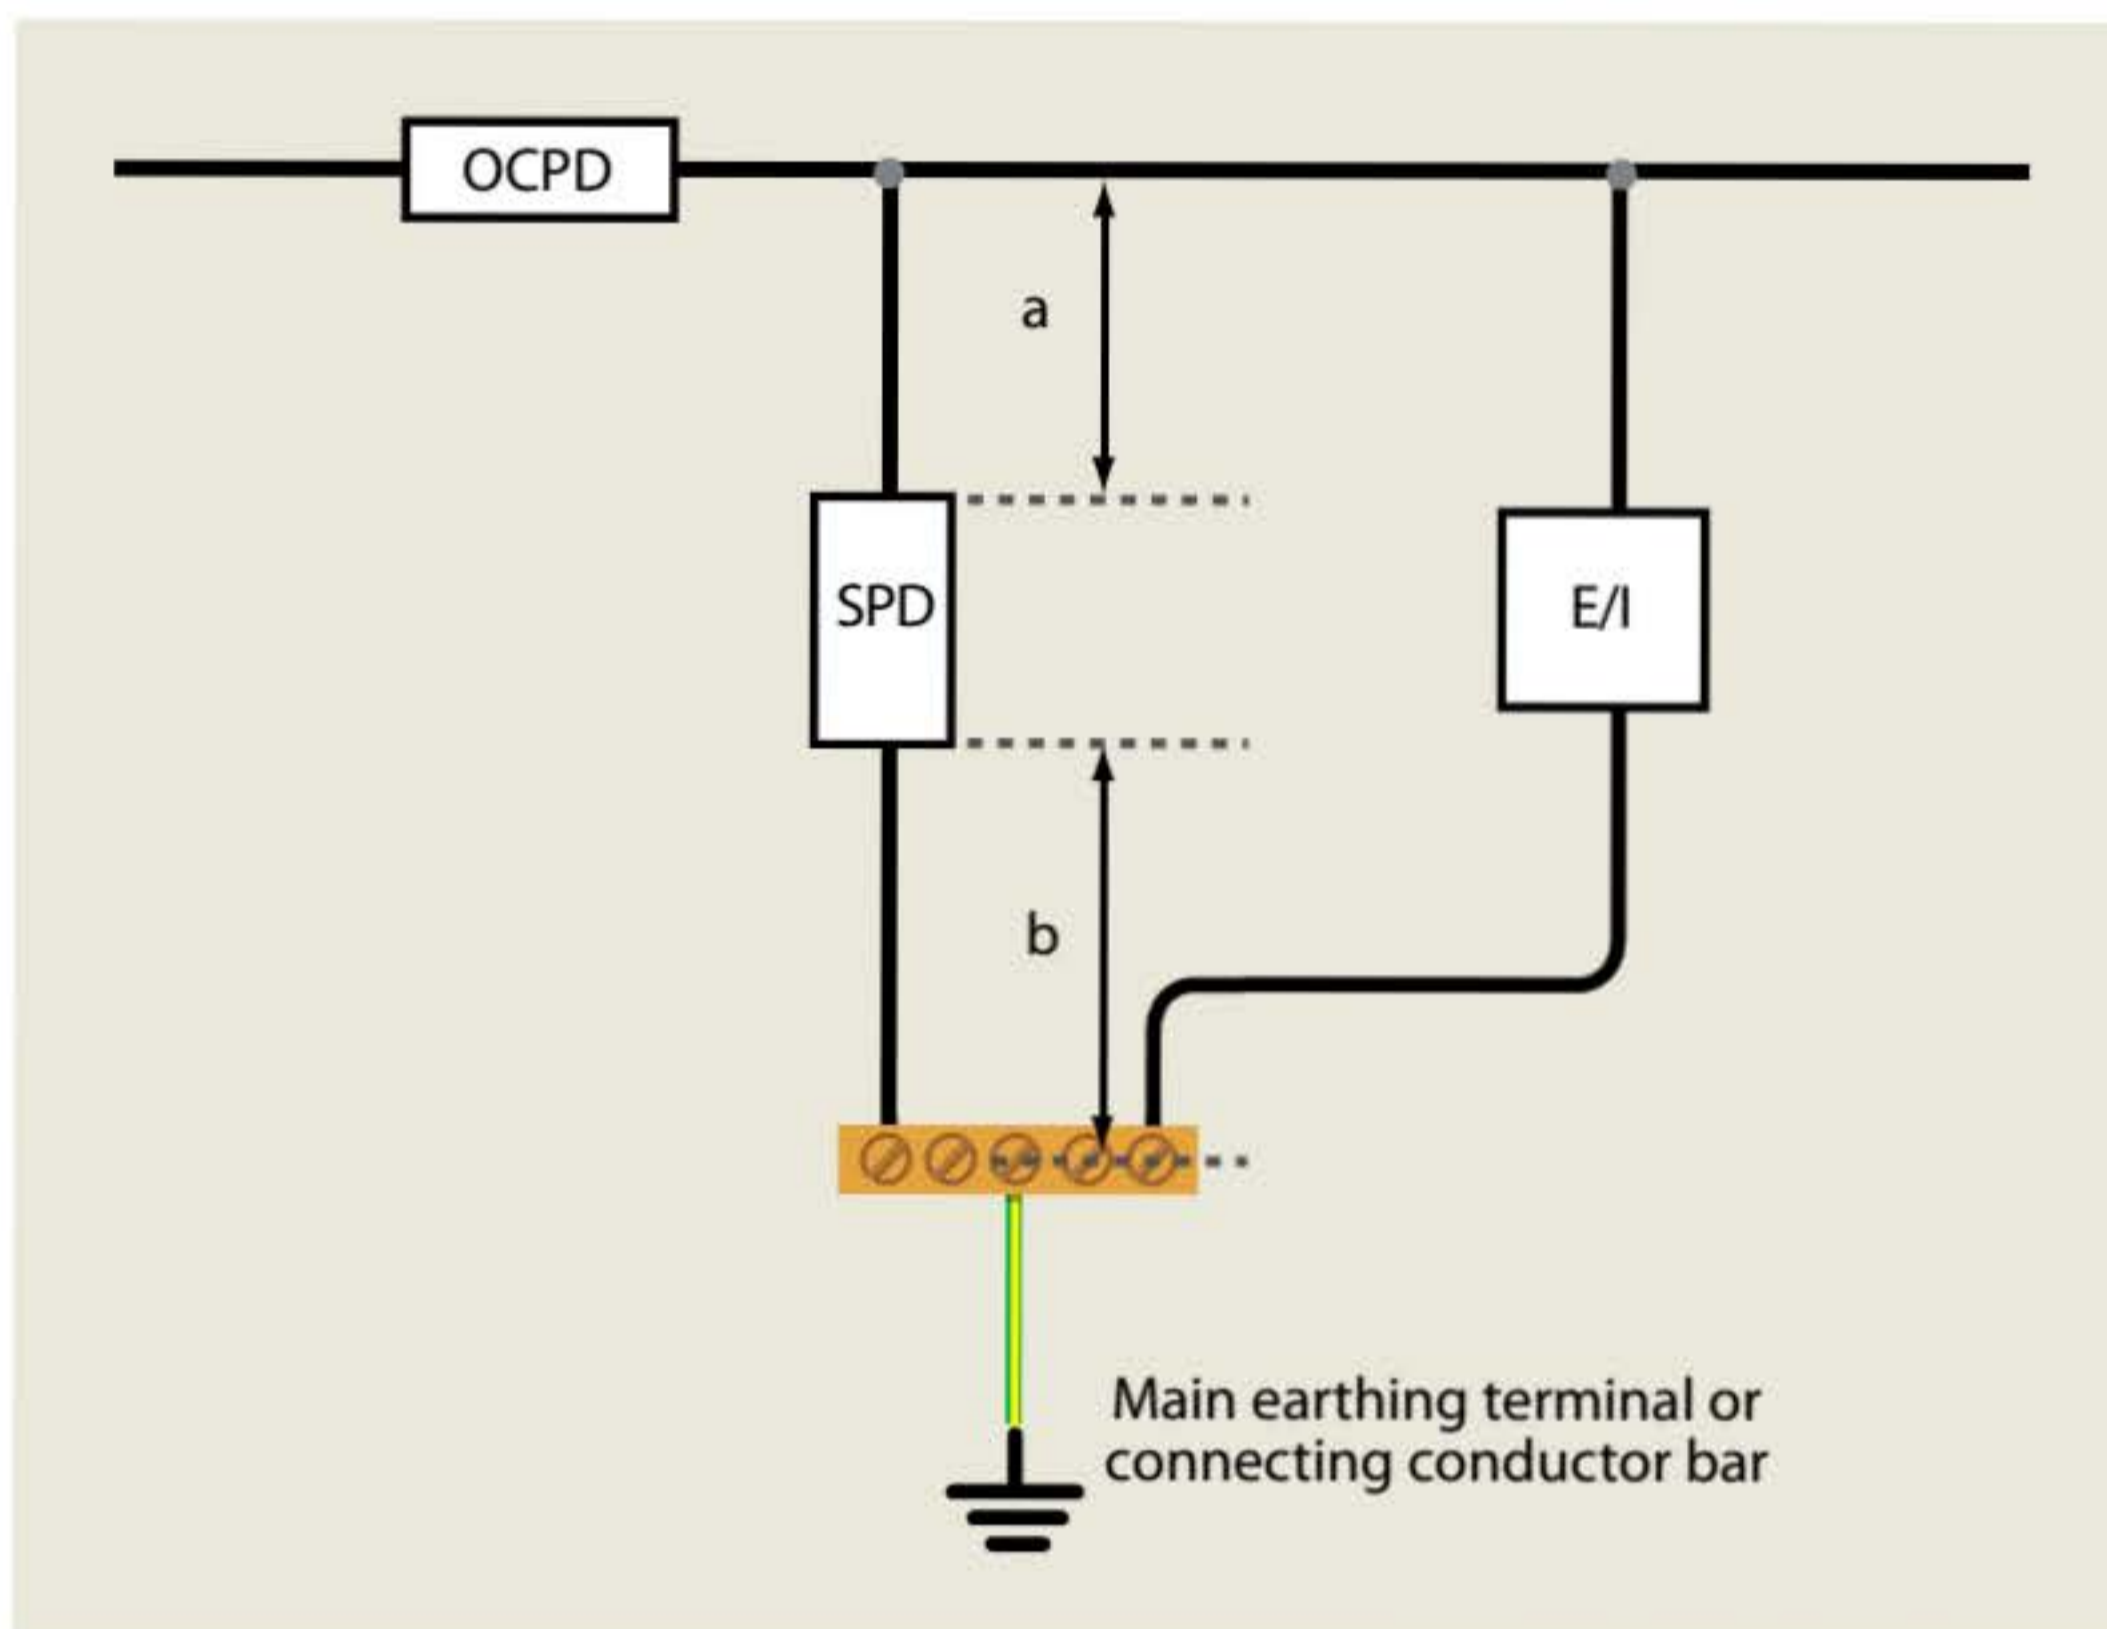 OCPD
a
SPD
E/I
b
Main earthing terminal or
connecting conductor bar